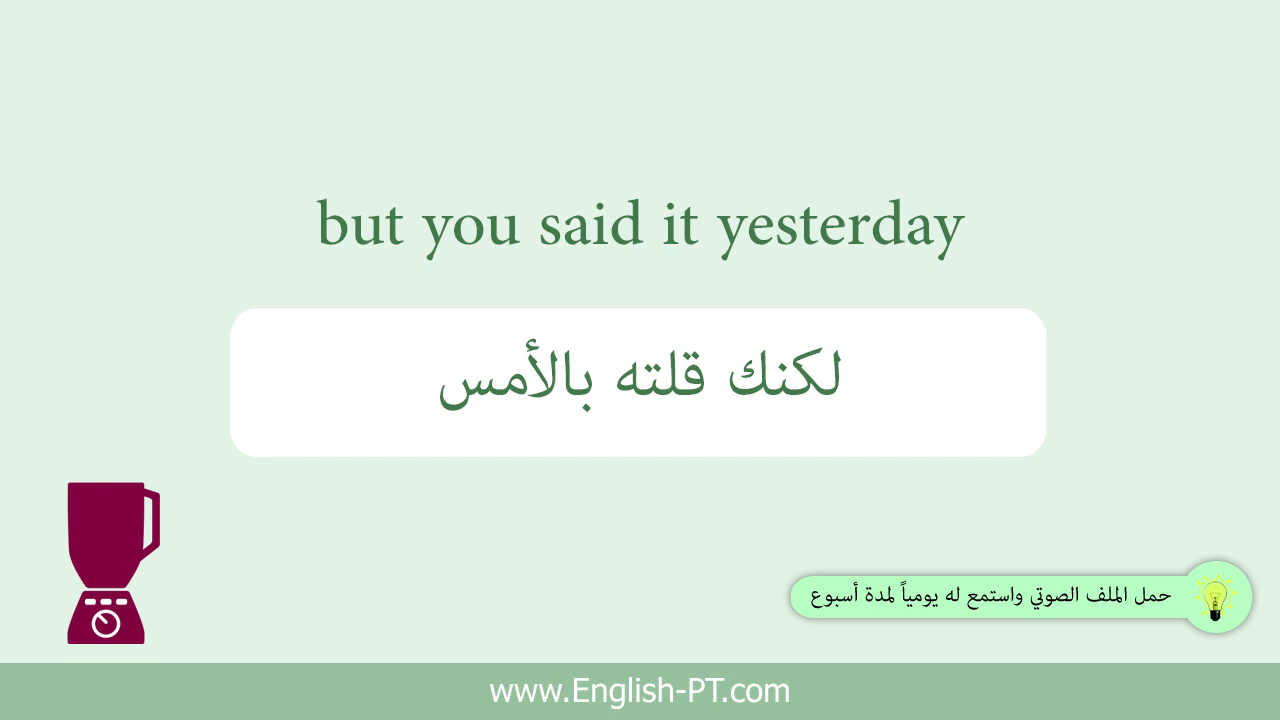 but you said it yesterday
لكنك قلته بالأمس
حمل الملف الصوتي واستمع له يومياً لمدة أسبوع
www.English-PT.com